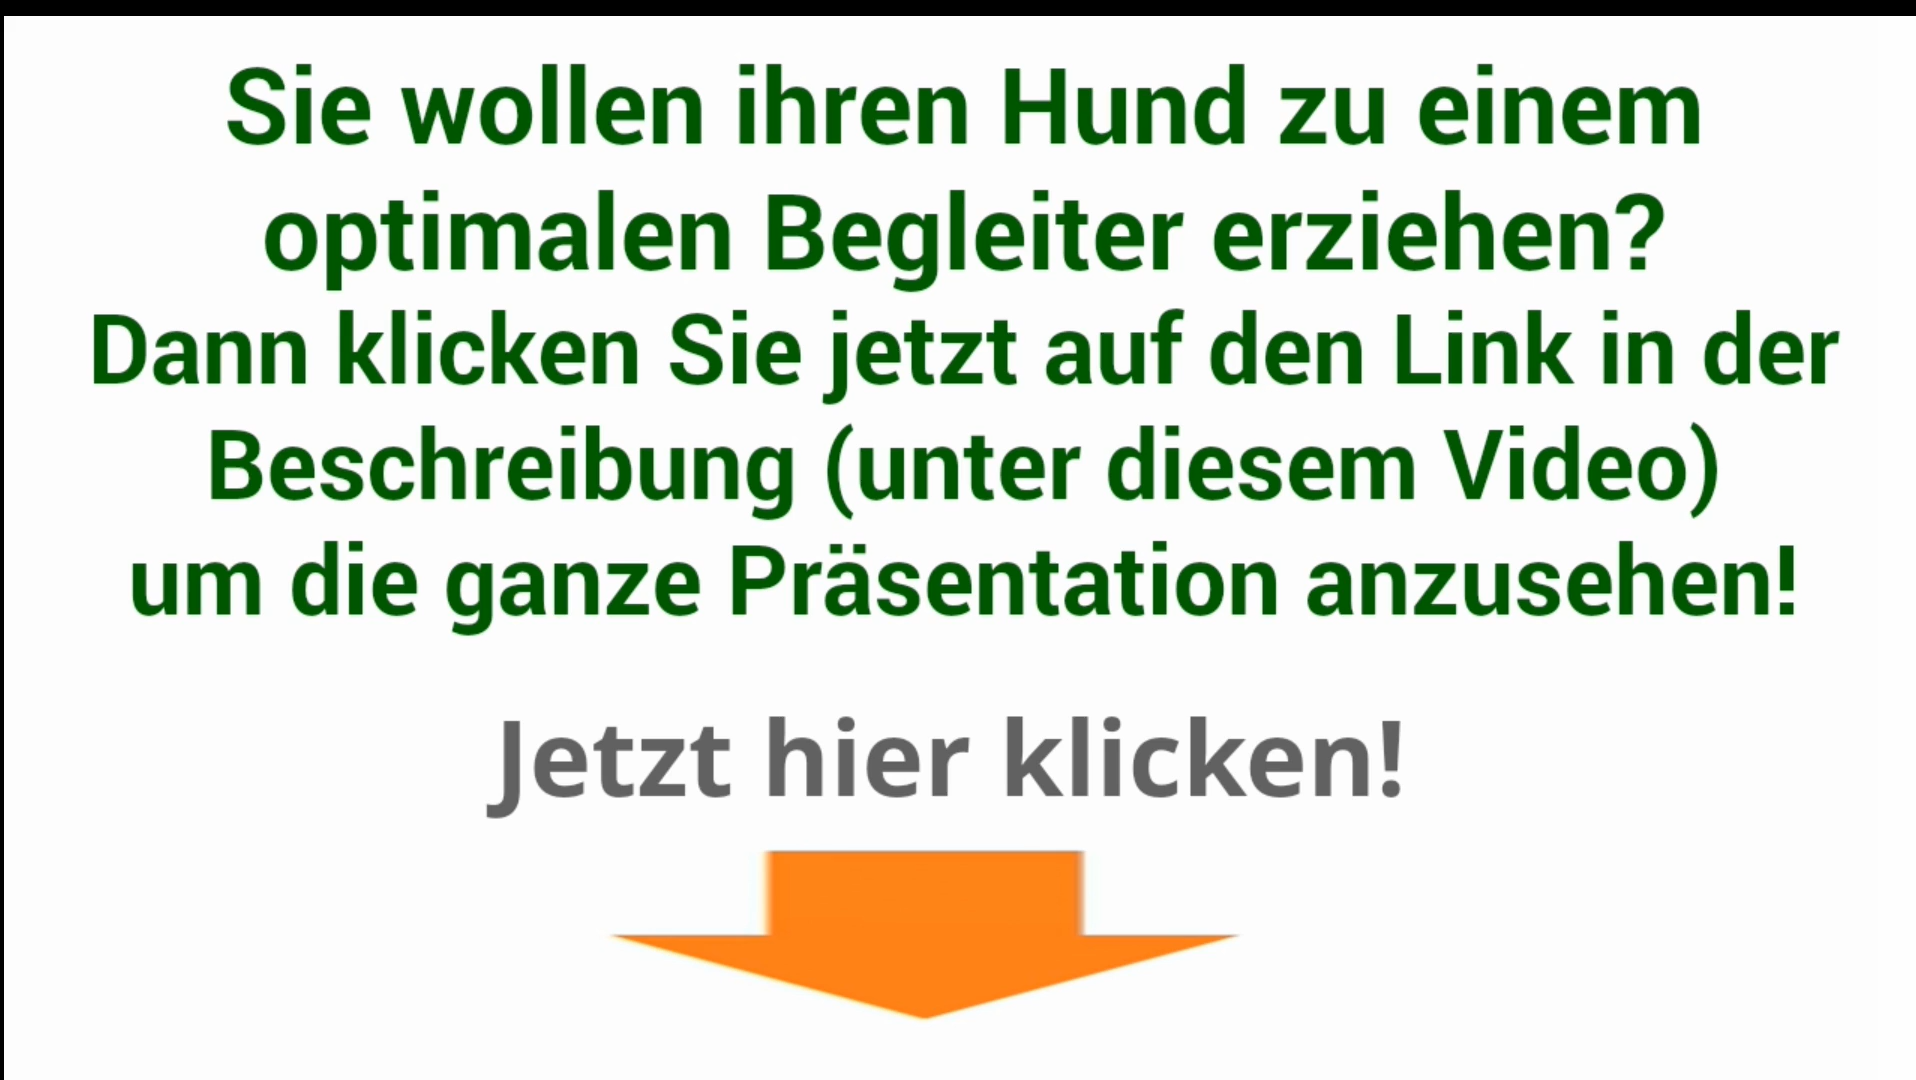 Sie wollen ihren Hund zu einem
optimalen Begleiter erziehen?
Dann klicken Sie jetzt auf den Link in der
Beschreibung (unter diesem Video)
um die ganze Präsentation anzusehen!
Jetzt hier klicken!